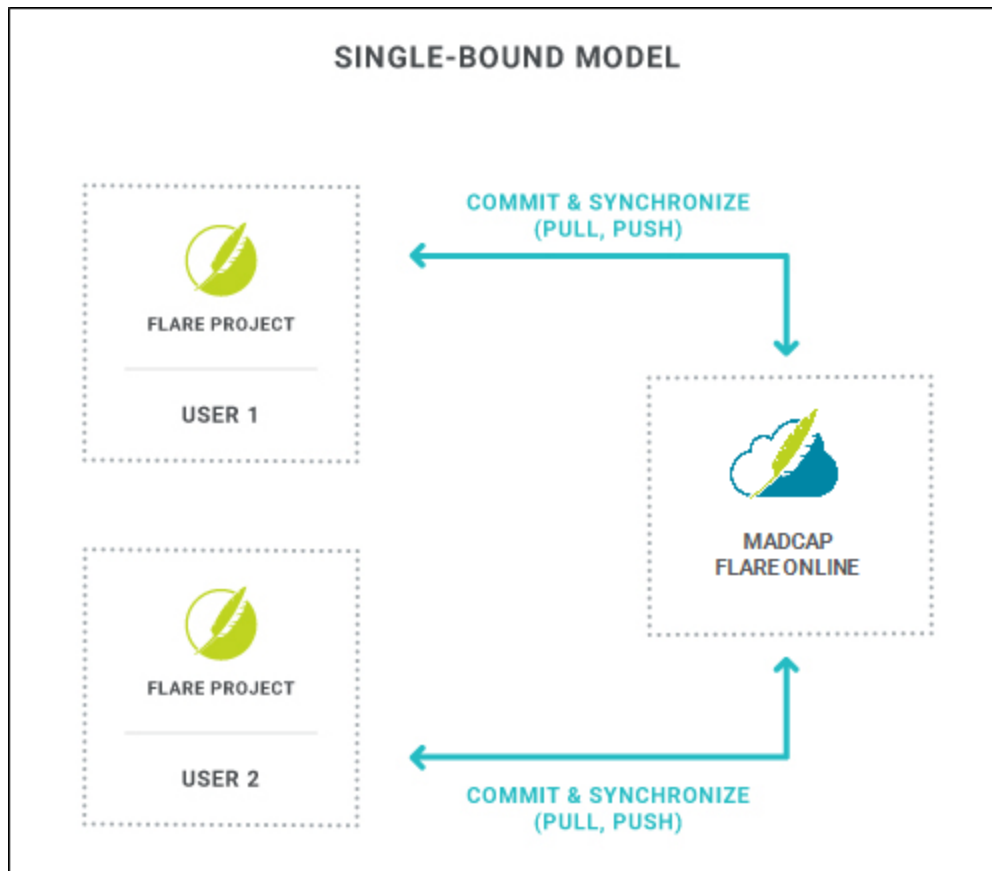 SINGLE-BOUND MODEL
COMMIT & SYNCHRONIZE
(PULL, PUSH)
FLARE PROJECT
USER 1
MADCAP
FLARE ONLINE
FLARE PROJECT
USER 2
COMMIT & SYNCHRONIZE
(PULL, PUSH)